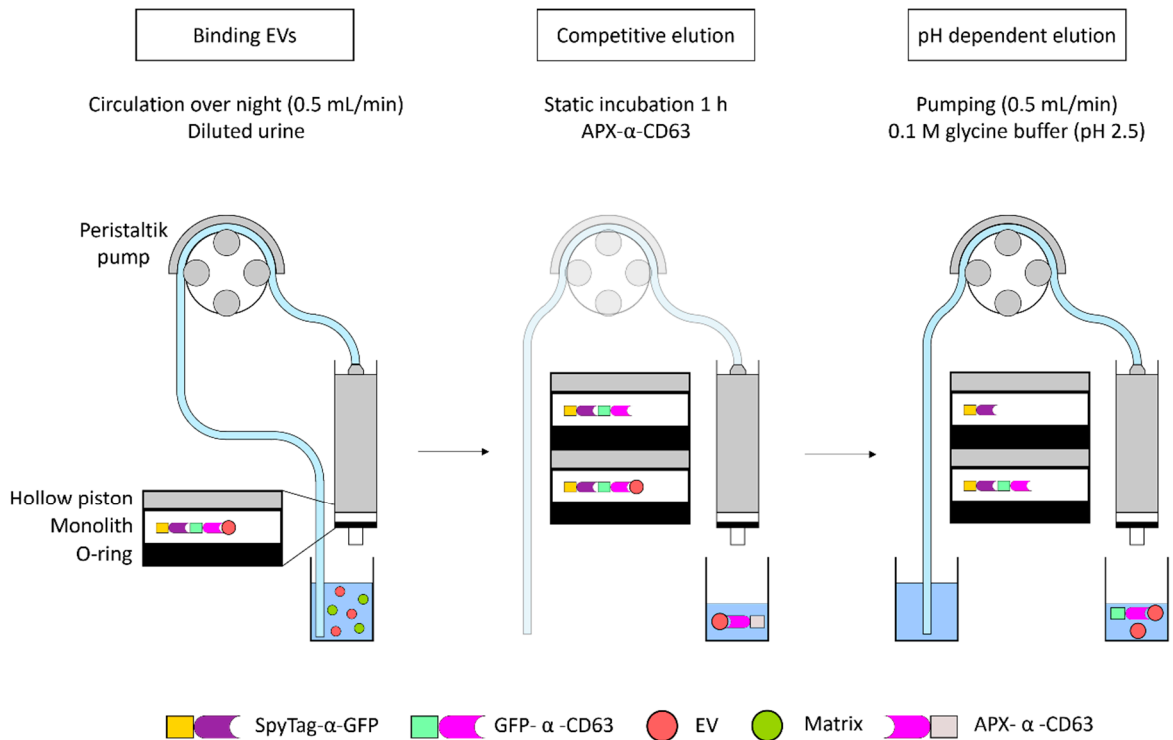 Binding EVs
Competitive elution
pH dependent elution
Circulation over night (0.5 mL/min)
Diluted urine
Static incubation 1 h
APX-α-CD63
Pumping (0.5 mL/min)
0.1 M glycine buffer (pH 2.5)
Peristaltik
pump
Hollow piston
Monolith
O-ring
SpyTag-α-GFP
GFP- α -CD63
EV
Matrix
APX- α -CD63